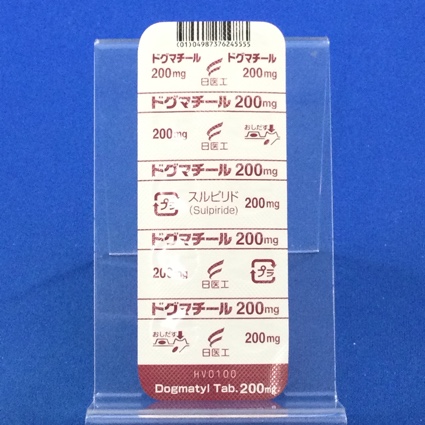 (01)04987376245555
ドグマチール ドグマチール
200mg 日医工 200mg
ドグマチール 200mg
200mg 日医工 おしだす
ドグマチール 200mg
プラ スルピリド 200mg
(Sulpiride)
ドグマチール 200mg
200mg 日医工 プラ
ドグマチール 200mg
おしだす 日医工 200mg
HV0100
Dogmatyl Tab. 200mg